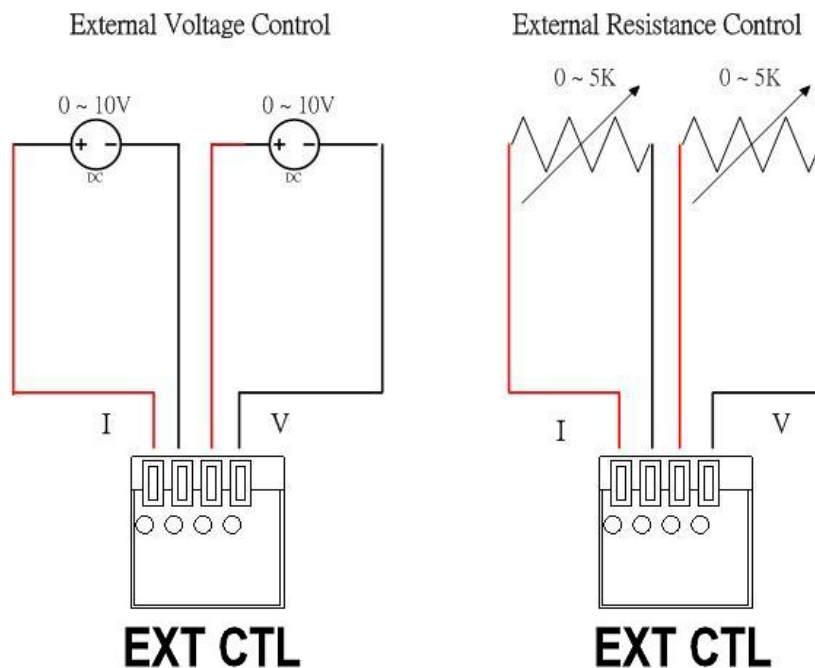 External Voltage Control
0 ~ 10V
0 ~ 10V
+ −
DC
+ −
DC
I
V
EXT CTL
External Resistance Control
0 ~ 5K
0 ~ 5K
I
V
EXT CTL